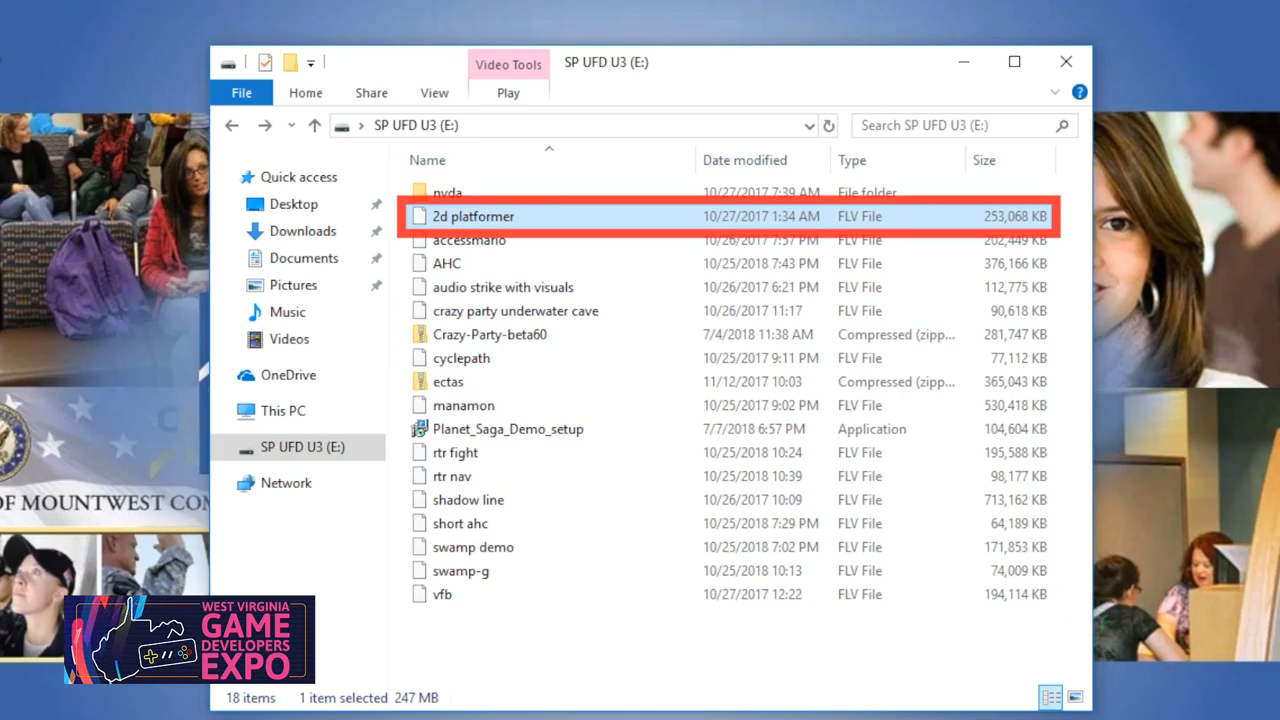 Video Tools
SP UFD U3 (E:)
File
Home
Share
View
Play
SP UFD U3 (E:)
Search SP UFD U3 (E:)
Name
Date modified
Type
Size
Quick access
Desktop
Downloads
Documents
Pictures
Music
Videos
OneDrive
This PC
SP UFD U3 (E:)
Network
nvda 10/27/2017 7:39 AM File folder
2d platformer 10/27/2017 1:34 AM FLV File 253,068 KB
accessmario 10/26/2017 7:57 PM FLV File 202,449 KB
AHC 10/25/2018 7:43 PM FLV File 376,166 KB
audio strike with visuals 10/26/2017 6:21 PM FLV File 112,775 KB
crazy party underwater cave 10/26/2017 11:17 FLV File 90,618 KB
Crazy-Party-beta60 7/4/2018 11:38 AM Compressed (zipp... 281,747 KB
cyclepath 10/25/2017 9:11 PM FLV File 77,112 KB
ectas 11/12/2017 10:03 Compressed (zipp... 365,043 KB
manamon 10/25/2017 9:02 PM FLV File 530,418 KB
Planet_Saga_Demo_setup 7/7/2018 6:57 PM Application 104,604 KB
rtr fight 10/25/2018 10:24 FLV File 195,588 KB
rtr nav 10/25/2018 10:39 FLV File 98,177 KB
shadow line 10/26/2017 10:09 FLV File 713,162 KB
short ahc 10/25/2018 7:29 PM FLV File 64,189 KB
swamp demo 10/25/2018 7:02 PM FLV File 171,853 KB
swamp-g 10/25/2018 10:13 FLV File 74,009 KB
vfb 10/27/2017 12:22 FLV File 194,114 KB
18 items
1 item selected 247 MB
OF MOUNTWEST COM
WEST VIRGINIA
GAME
DEVELOPERS
EXPO